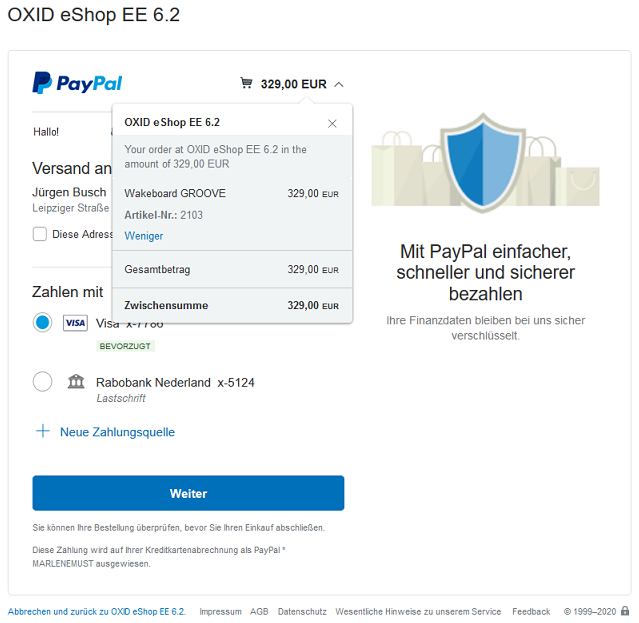 OXID eShop EE 6.2
PayPal
329,00 EUR
OXID eShop EE 6.2
Your order at OXID eShop EE 6.2 in the
amount of 329,00 EUR
Wakeboard GROOVE 329,00 EUR
Artikel-Nr.: 2103
Weniger
Gesamtbetrag 329,00 EUR
Zwischensumme 329,00 EUR
Hallo!
Versand an
Jürgen Busch
Leipziger Straße
Diese
Zahlen mit
VISA Visa x-7786
BEVORZUGT
Rabobank Nederland x-5124
Lastschrift
Neue Zahlungsquelle
Weiter
Sie können Ihre Bestellung überprüfen, bevor Sie Ihren Einkauf abschließen.
Diese Zahlung wird auf Ihrer Kreditkartenabrechnung als PayPal *
MARLENEMUST ausgewiesen.
Mit PayPal einfacher,
schneller und sicherer
bezahlen
Ihre Finanzdaten bleiben bei uns sicher
verschlüsselt.
Abbrechen und zurück zu OXID eShop EE 6.2. Impressum AGB Datenschutz Wesentliche Hinweise zu unserem Service Feedback © 1999–2020